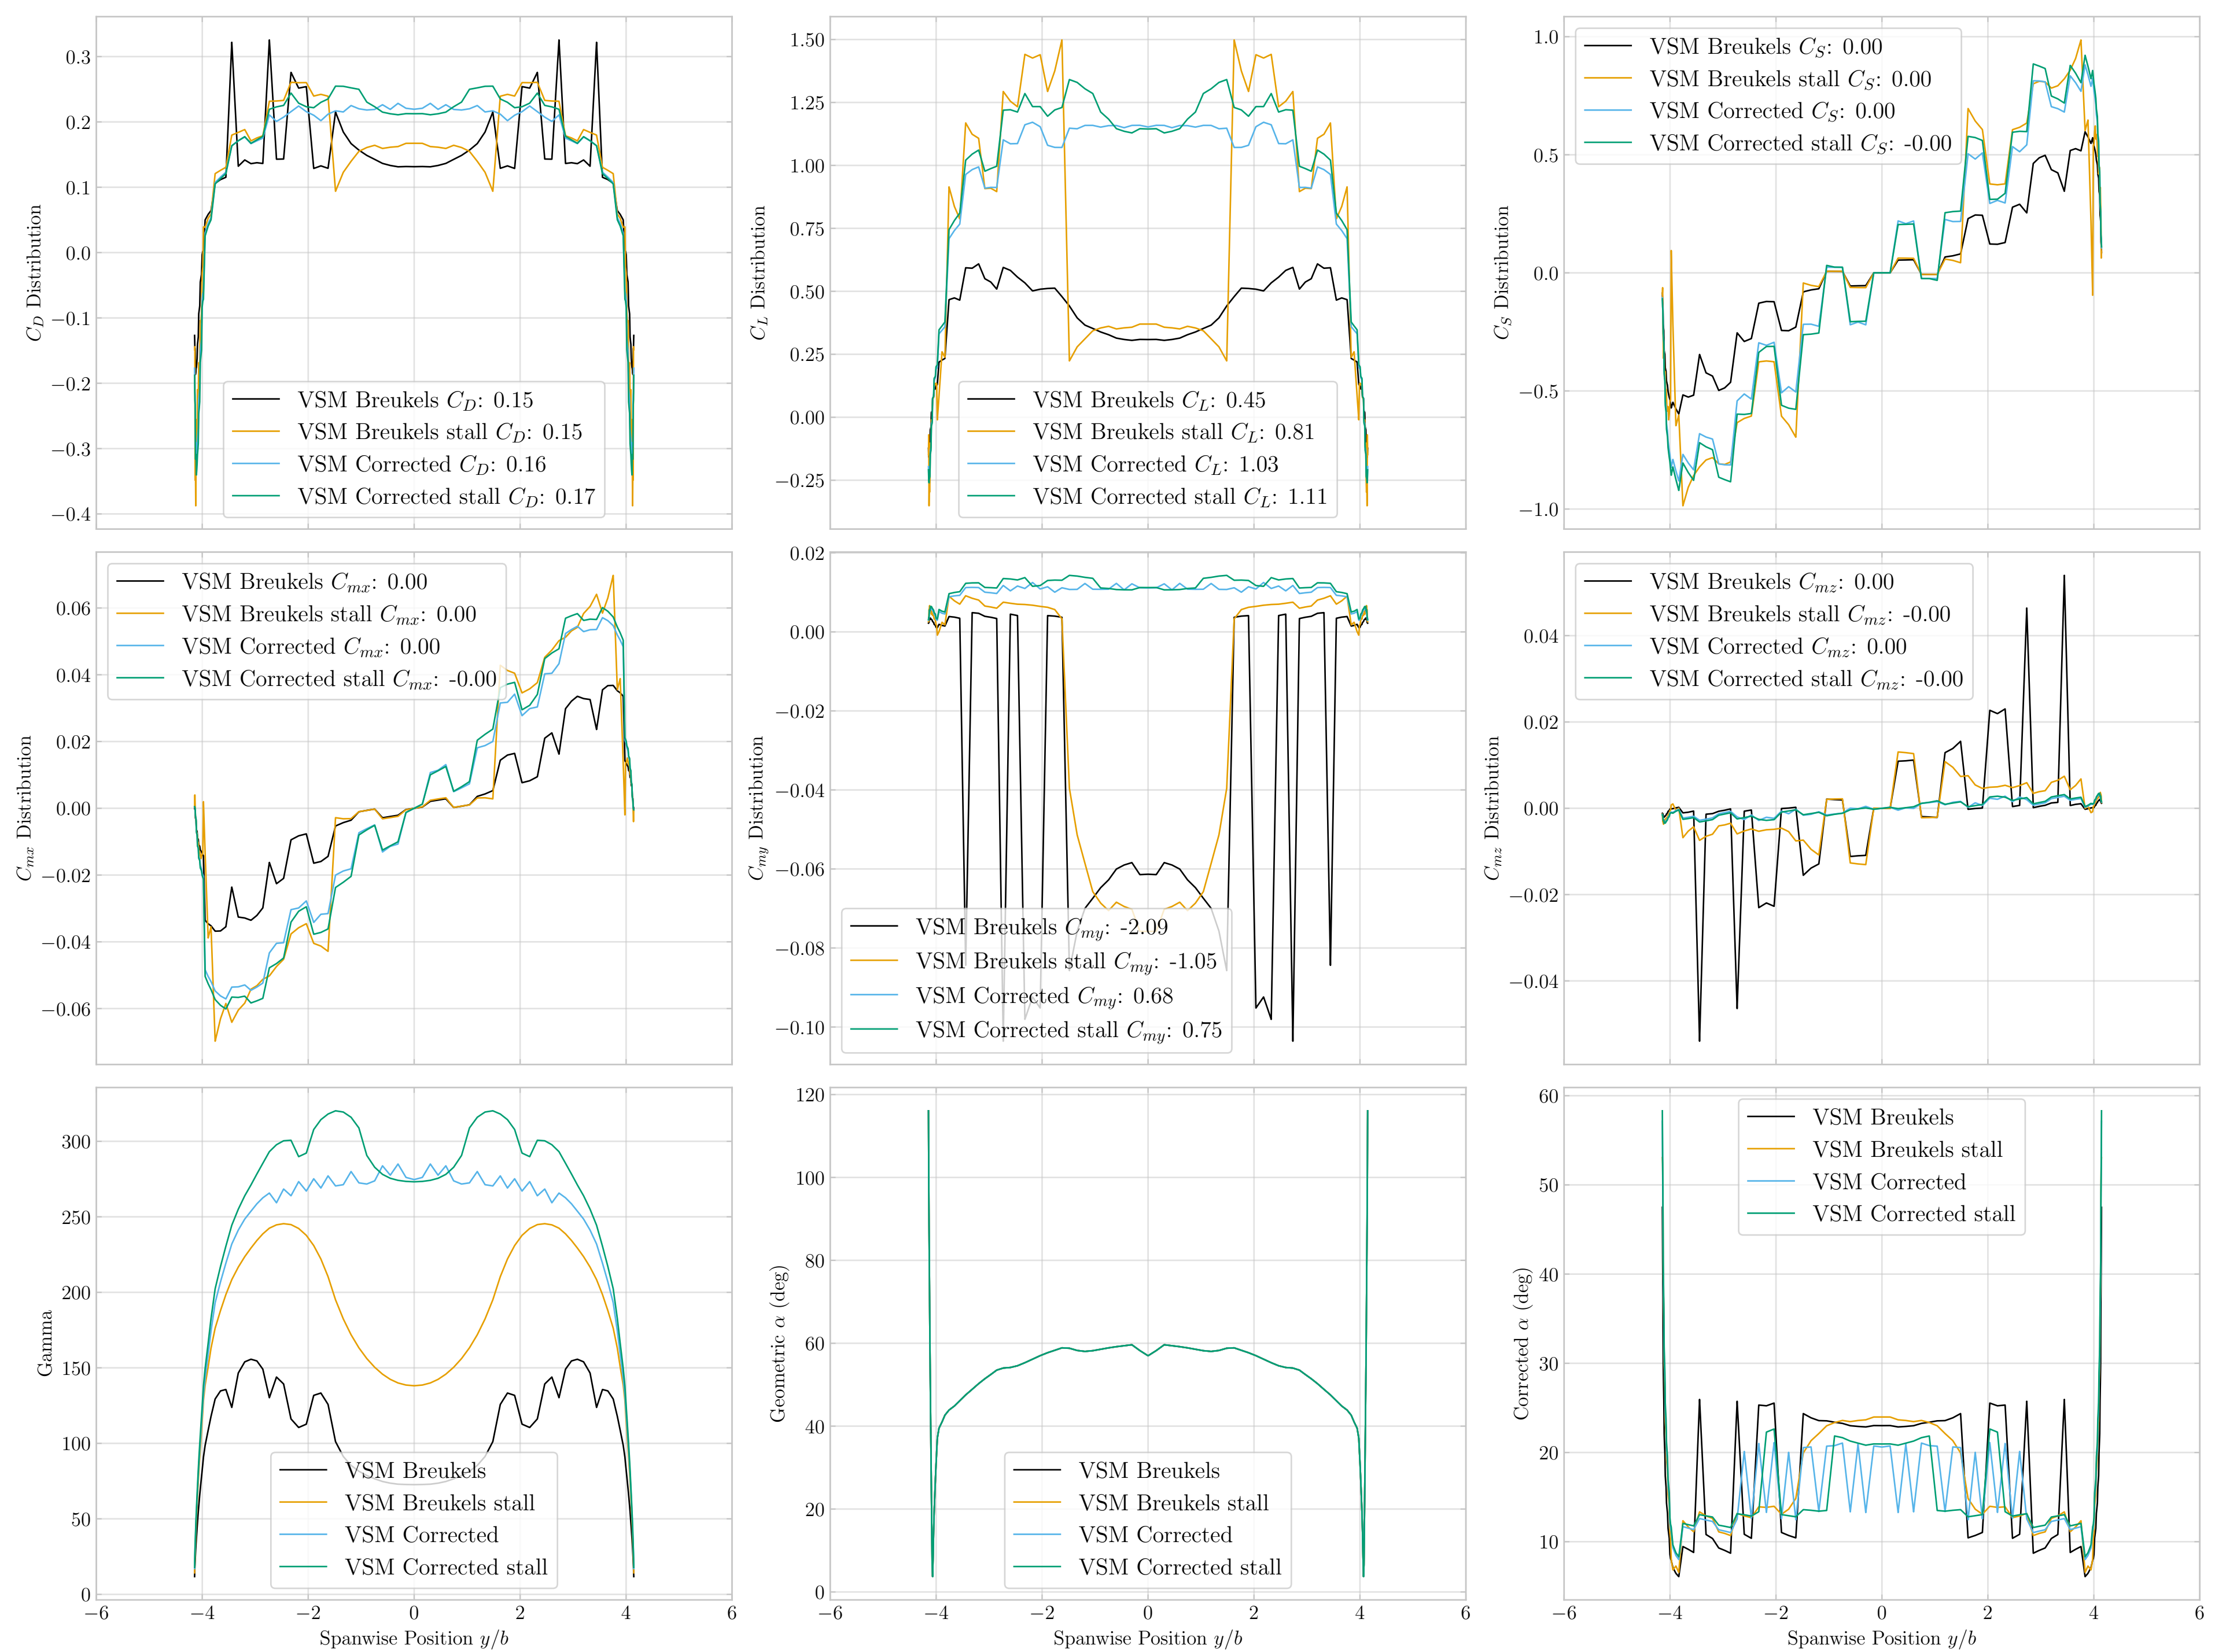 C_D Distribution
0.3
0.2
0.1
0.0
−0.1
−0.2
−0.3
−0.4
VSM Breukels C_D: 0.15
VSM Breukels stall C_D: 0.15
VSM Corrected C_D: 0.16
VSM Corrected stall C_D: 0.17
C_L Distribution
1.50
1.25
1.00
0.75
0.50
0.25
0.00
−0.25
VSM Breukels C_L: 0.45
VSM Breukels stall C_L: 0.81
VSM Corrected C_L: 1.03
VSM Corrected stall C_L: 1.11
C_S Distribution
1.0
0.5
0.0
−0.5
−1.0
VSM Breukels C_S: 0.00
VSM Breukels stall C_S: 0.00
VSM Corrected C_S: 0.00
VSM Corrected stall C_S: -0.00
C_mx Distribution
0.06
0.04
0.02
0.00
−0.02
−0.04
−0.06
VSM Breukels C_mx: 0.00
VSM Breukels stall C_mx: 0.00
VSM Corrected C_mx: 0.00
VSM Corrected stall C_mx: -0.00
C_my Distribution
0.02
0.00
−0.02
−0.04
−0.06
−0.08
−0.10
VSM Breukels C_my: -2.09
VSM Breukels stall C_my: -1.05
VSM Corrected C_my: 0.68
VSM Corrected stall C_my: 0.75
C_mz Distribution
0.04
0.02
0.00
−0.02
−0.04
VSM Breukels C_mz: 0.00
VSM Breukels stall C_mz: -0.00
VSM Corrected C_mz: 0.00
VSM Corrected stall C_mz: -0.00
Gamma
300
250
200
150
100
50
0
VSM Breukels
VSM Breukels stall
VSM Corrected
VSM Corrected stall
−6 −4 −2 0 2 4 6
Spanwise Position y/b
Geometric α (deg)
120
100
80
60
40
20
0
VSM Breukels
VSM Breukels stall
VSM Corrected
VSM Corrected stall
−6 −4 −2 0 2 4 6
Spanwise Position y/b
Corrected α (deg)
60
50
40
30
20
10
VSM Breukels
VSM Breukels stall
VSM Corrected
VSM Corrected stall
−6 −4 −2 0 2 4 6
Spanwise Position y/b